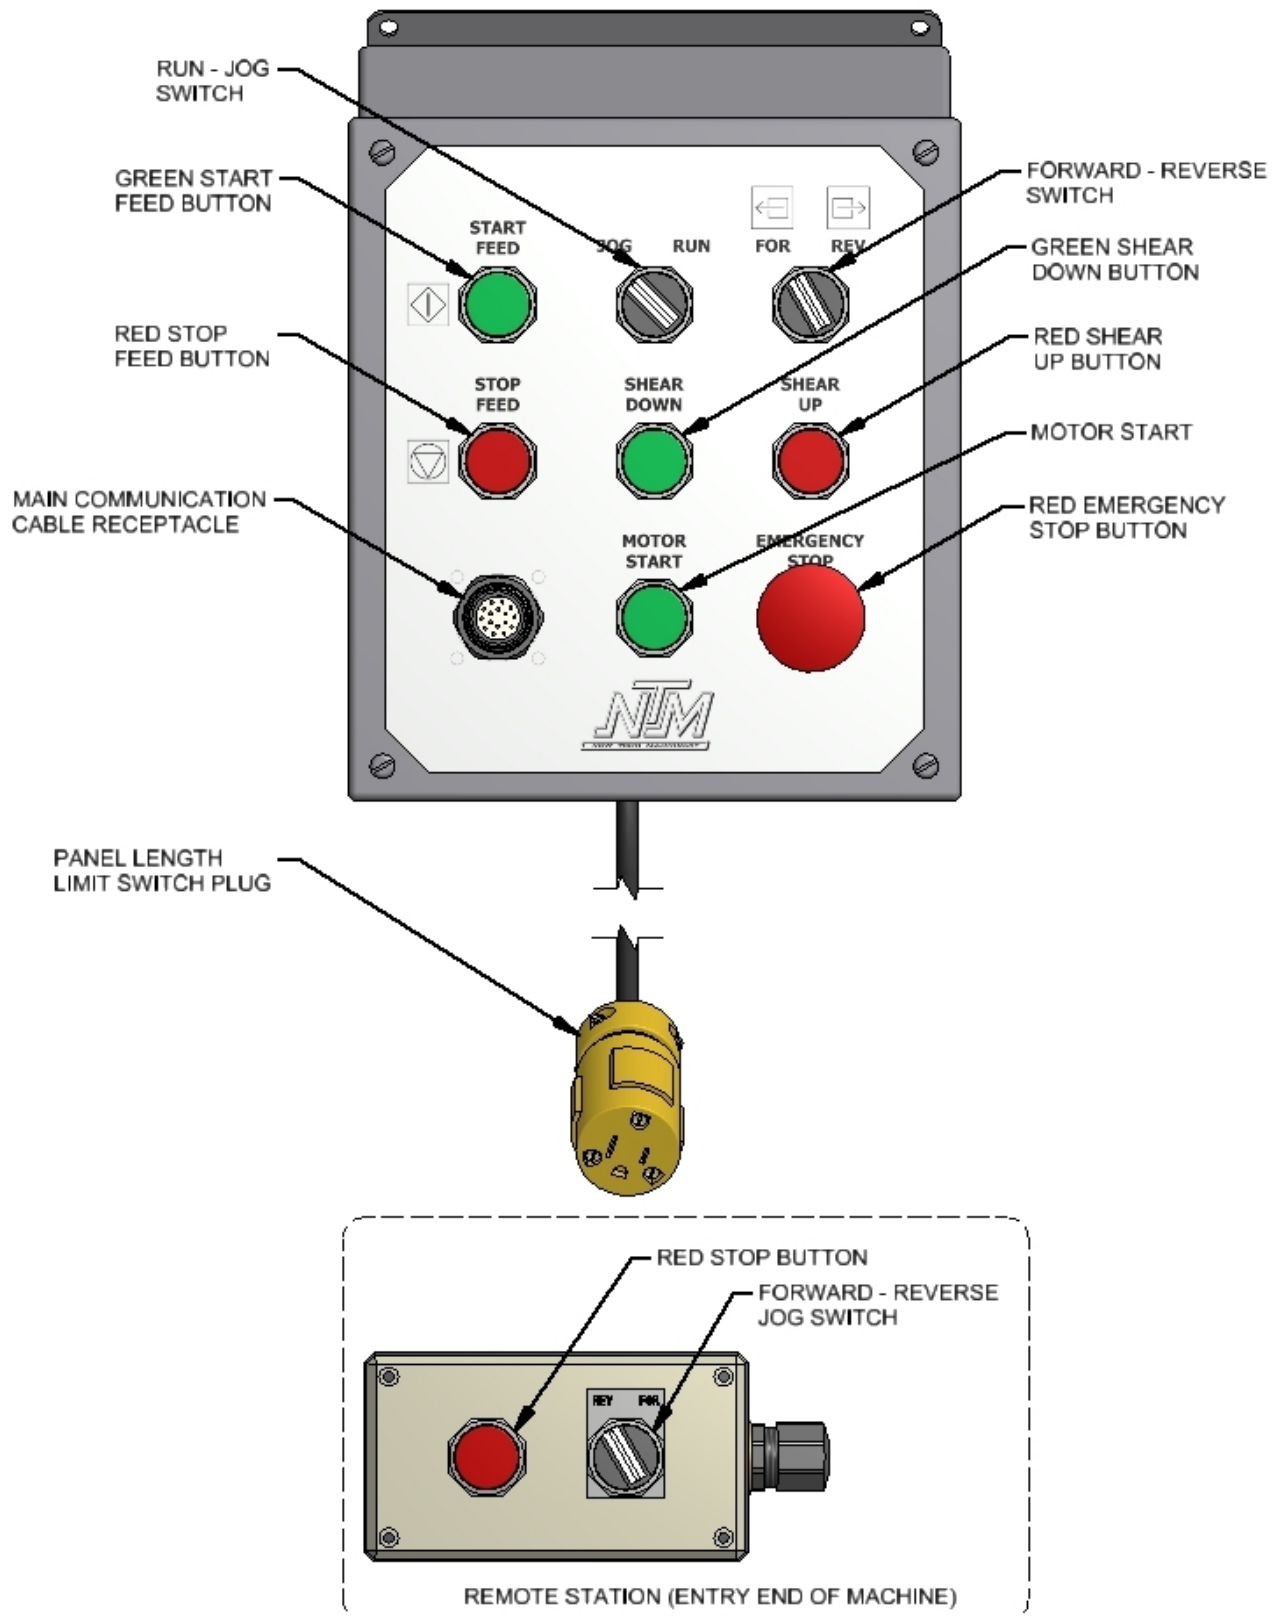 RUN - JOG
SWITCH
GREEN START
FEED BUTTON
RED STOP
FEED BUTTON
MAIN COMMUNICATION
CABLE RECEPTACLE
FORWARD - REVERSE
SWITCH
GREEN SHEAR
DOWN BUTTON
RED SHEAR
UP BUTTON
MOTOR START
RED EMERGENCY
STOP BUTTON
START
FEED
JOG RUN FOR REV
STOP
FEED
SHEAR
DOWN
SHEAR
UP
MOTOR
START
EMERGENCY
STOP
NTM
PANEL LENGTH
LIMIT SWITCH PLUG
RED STOP BUTTON
FORWARD - REVERSE
JOG SWITCH
REV FOR
REMOTE STATION (ENTRY END OF MACHINE)